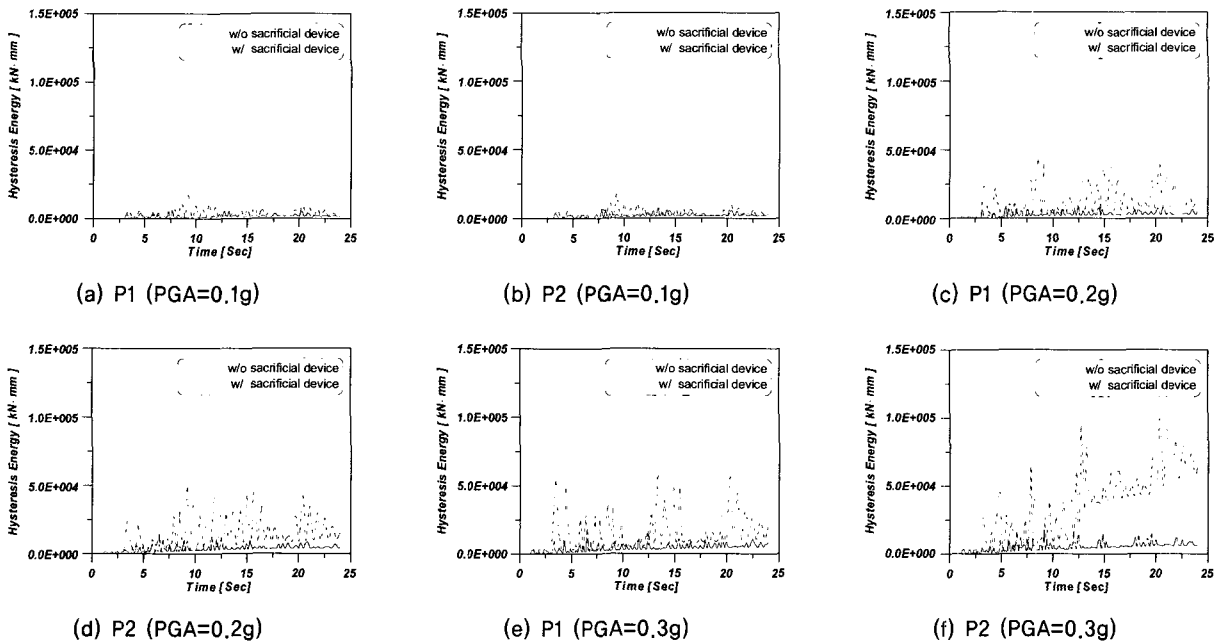 1.5E+005
1.0E+005
5.0E+004
0.0E+000
Hysteresis Energy [ kN· mm ]
w/o sacrificial device
w/ sacrificial device
0 5 10 15 20 25
Time [Sec]
(a) P1 (PGA=0.1g)
1.5E+005
1.0E+005
5.0E+004
0.0E+000
Hysteresis Energy [ kN· mm ]
w/o sacrificial device
w/ sacrificial device
0 5 10 15 20 25
Time [Sec]
(b) P2 (PGA=0.1g)
1.5E+005
1.0E+005
5.0E+004
0.0E+000
Hysteresis Energy [ kN· mm ]
w/o sacrificial device
w/ sacrificial device
0 5 10 15 20 25
Time [Sec]
(c) P1 (PGA=0.2g)
1.5E+005
1.0E+005
5.0E+004
0.0E+000
Hysteresis Energy [ kN· mm ]
w/o sacrificial device
w/ sacrificial device
0 5 10 15 20 25
Time [Sec]
(d) P2 (PGA=0.2g)
1.5E+005
1.0E+005
5.0E+004
0.0E+000
Hysteresis Energy [ kN· mm ]
w/o sacrificial device
w/ sacrificial device
0 5 10 15 20 25
Time [Sec]
(e) P1 (PGA=0.3g)
1.5E+005
1.0E+005
5.0E+004
0.0E+000
Hysteresis Energy [ kN· mm ]
w/o sacrificial device
w/ sacrificial device
0 5 10 15 20 25
Time [Sec]
(f) P2 (PGA=0.3g)